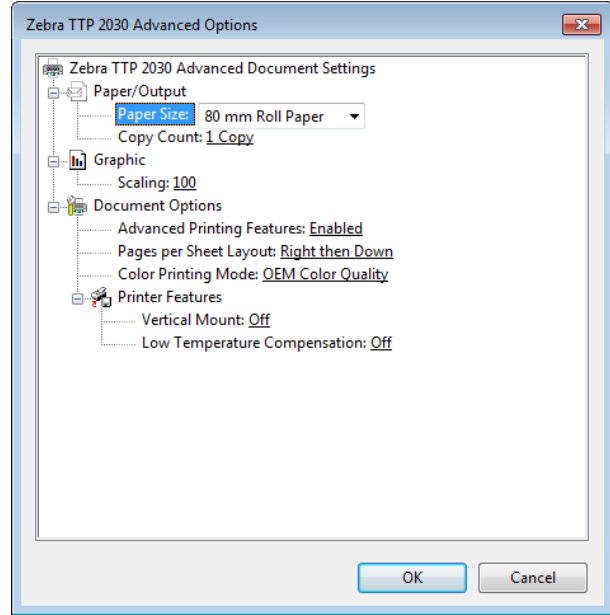 Zebra TTP 2030 Advanced Options
Zebra TTP 2030 Advanced Document Settings
Paper/Output
Paper Size: 80 mm Roll Paper
Copy Count: 1 Copy
Graphic
Scaling: 100
Document Options
Advanced Printing Features: Enabled
Pages per Sheet Layout: Right then Down
Color Printing Mode: OEM Color Quality
Printer Features
Vertical Mount: Off
Low Temperature Compensation: Off
OK Cancel